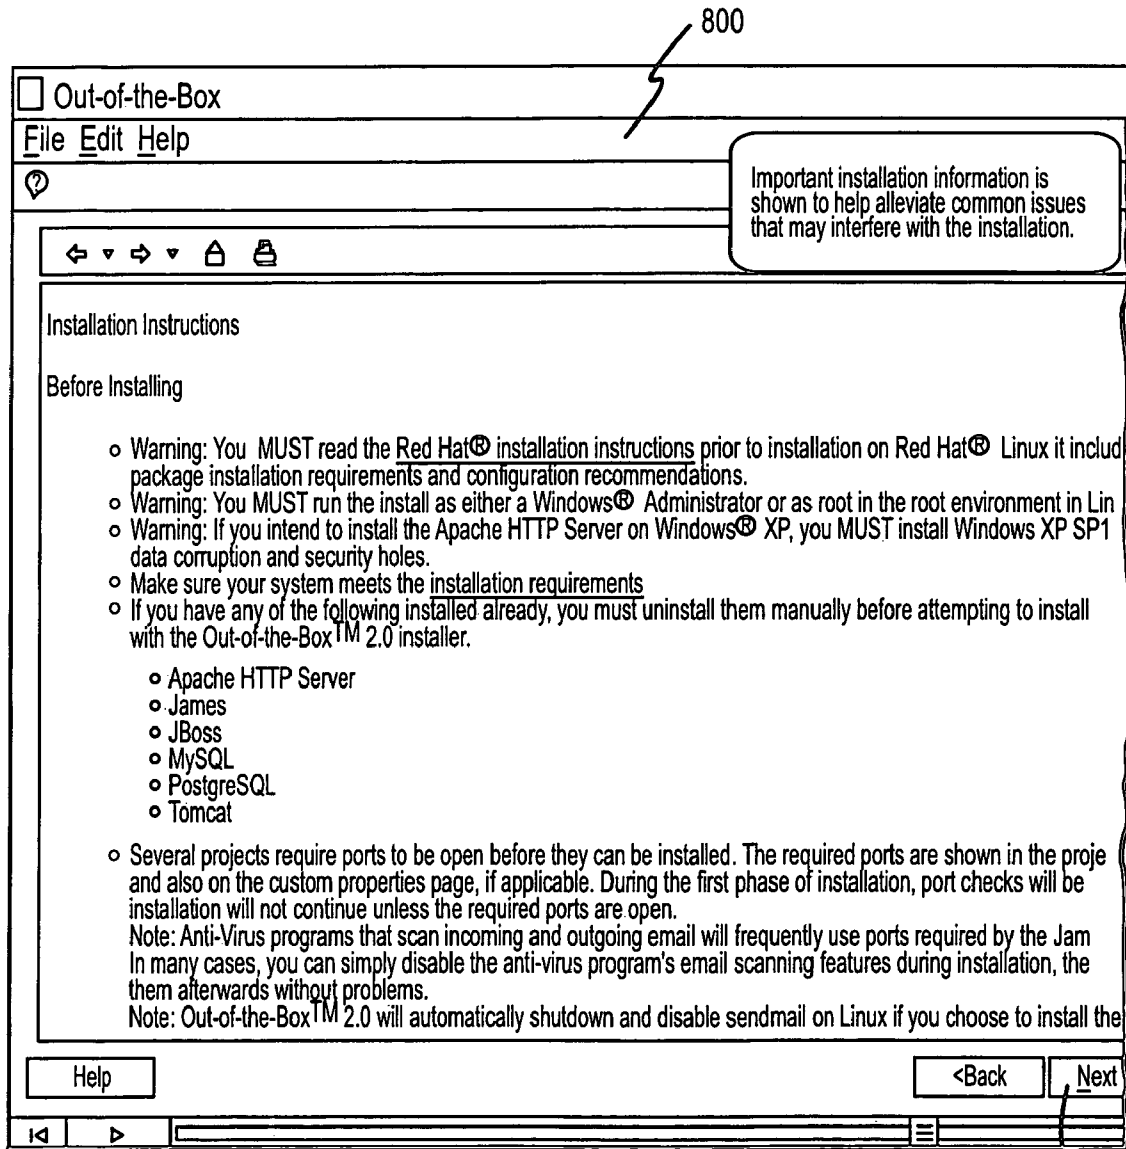 800
Out-of-the-Box
File Edit Help
Important installation information is
shown to help alleviate common issues
that may interfere with the installation.
Installation Instructions
Before Installing
Warning: You MUST read the Red Hat® installation instructions prior to installation on Red Hat® Linux it includ
package installation requirements and configuration recommendations.
Warning: You MUST run the install as either a Windows® Administrator or as root in the root environment in Lin
Warning: If you intend to install the Apache HTTP Server on Windows® XP, you MUST install Windows XP SP1
data corruption and security holes.
Make sure your system meets the installation requirements
If you have any of the following installed already, you must uninstall them manually before attempting to install
with the Out-of-the-Box™ 2.0 installer.
Apache HTTP Server
James
JBoss
MySQL
PostgreSQL
Tomcat
Several projects require ports to be open before they can be installed. The required ports are shown in the proje
and also on the custom properties page, if applicable. During the first phase of installation, port checks will be
installation will not continue unless the required ports are open.
Note: Anti-Virus programs that scan incoming and outgoing email will frequently use ports required by the Jam
In many cases, you can simply disable the anti-virus program's email scanning features during installation, the
them afterwards without problems.
Note: Out-of-the-Box™ 2.0 will automatically shutdown and disable sendmail on Linux if you choose to install the
Help
<Back
Next